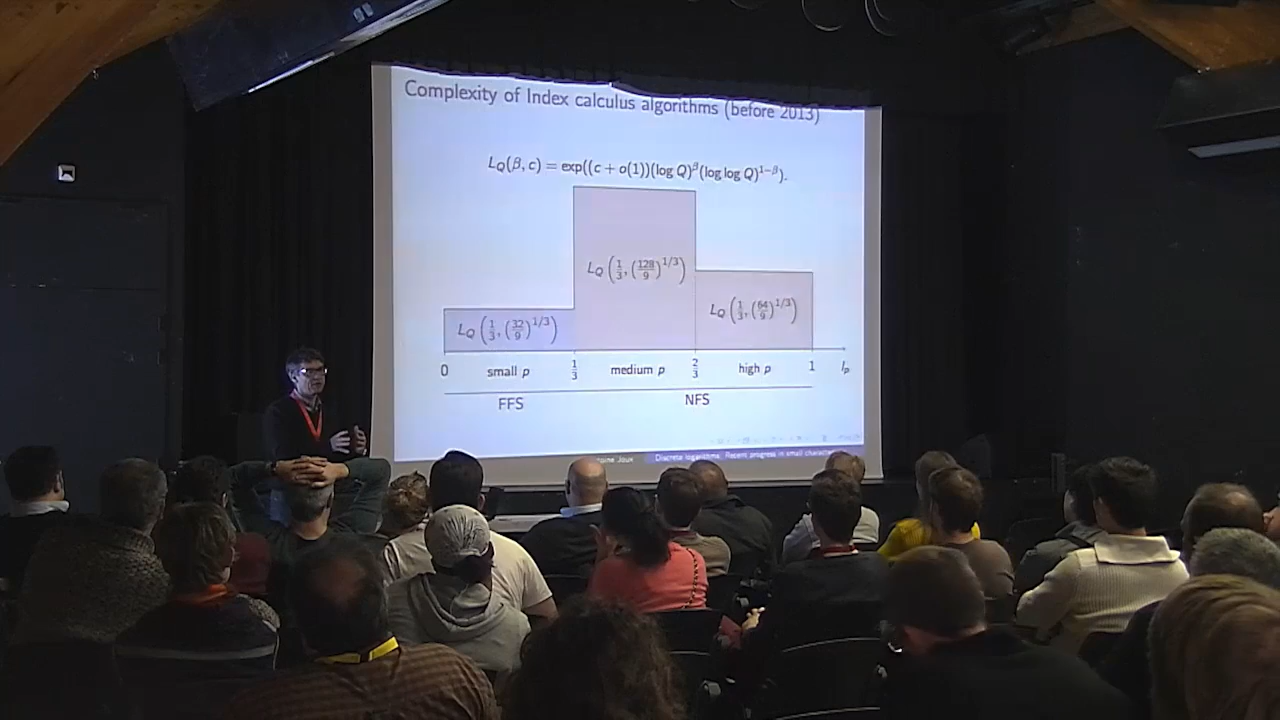 Complexity of Index calculus algorithms (before 2013)
L_Q(β, c) = exp((c + o(1))(log Q)^β(log log Q)^{1−β}).
L_Q(1/3, (128/9)^{1/3})
L_Q(1/3, (64/9)^{1/3})
L_Q(1/3, (32/9)^{1/3})
0 small p 1/3 medium p 2/3 high p 1 l_p
FFS NFS
Joux Discrete logarithms: Recent progress in small